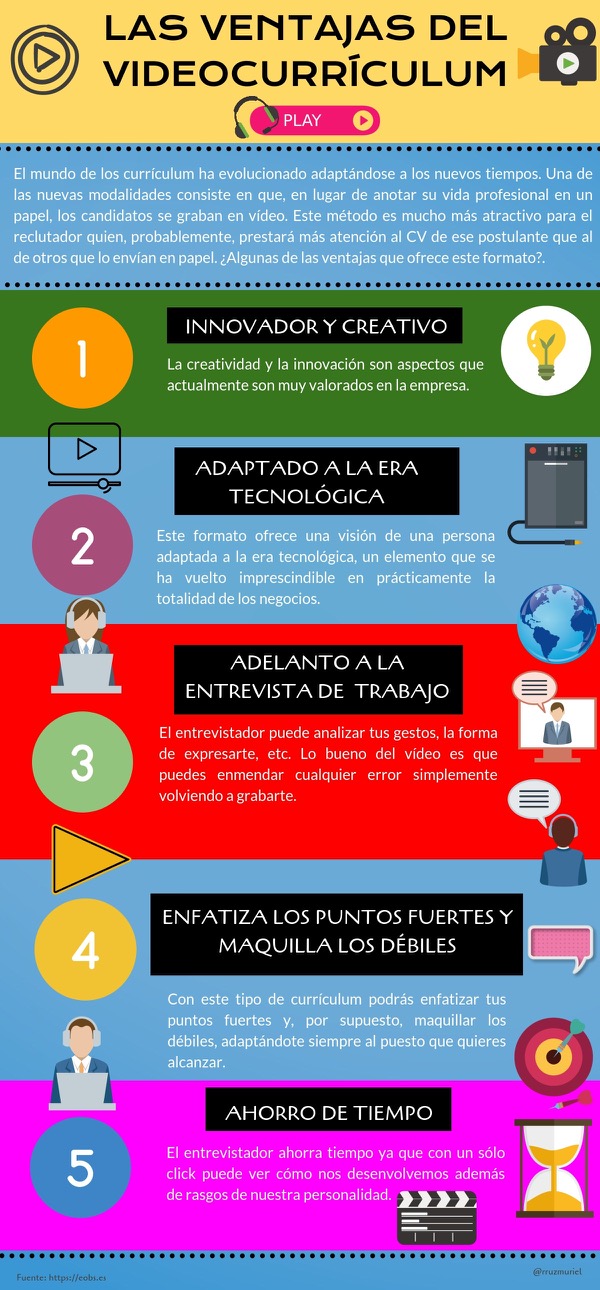 LAS VENTAJAS DEL
VIDEOCURRÍCULUM
PLAY
El mundo de los currículum ha evolucionado adaptándose a los nuevos tiempos. Una de
las nuevas modalidades consiste en que, en lugar de anotar su vida profesional en un
papel, los candidatos se graban en vídeo. Este método es mucho más atractivo para el
reclutador quien, probablemente, prestará más atención al CV de ese postulante que al
de otros que lo envían en papel. ¿Algunas de las ventajas que ofrece este formato?.
1
INNOVADOR Y CREATIVO
La creatividad y la innovación son aspectos que
actualmente son muy valorados en la empresa.
2
ADAPTADO A LA ERA
TECNOLÓGICA
Este formato ofrece una visión de una persona
adaptada a la era tecnológica, un elemento que se
ha vuelto imprescindible en prácticamente la
totalidad de los negocios.
3
ADELANTO A LA
ENTREVISTA DE TRABAJO
El entrevistador puede analizar tus gestos, la forma
de expresarte, etc. Lo bueno del vídeo es que
puedes enmendar cualquier error simplemente
volviendo a grabarte.
4
ENFATIZA LOS PUNTOS FUERTES Y
MAQUILLA LOS DÉBILES
Con este tipo de currículum podrás enfatizar tus
puntos fuertes y, por supuesto, maquillar los
débiles, adaptándote siempre al puesto que quieres
alcanzar.
5
AHORRO DE TIEMPO
El entrevistador ahorra tiempo ya que con un sólo
click puede ver cómo nos desenvolvemos además
de rasgos de nuestra personalidad.
Fuente: https://eobs.es
@rruzmuriel